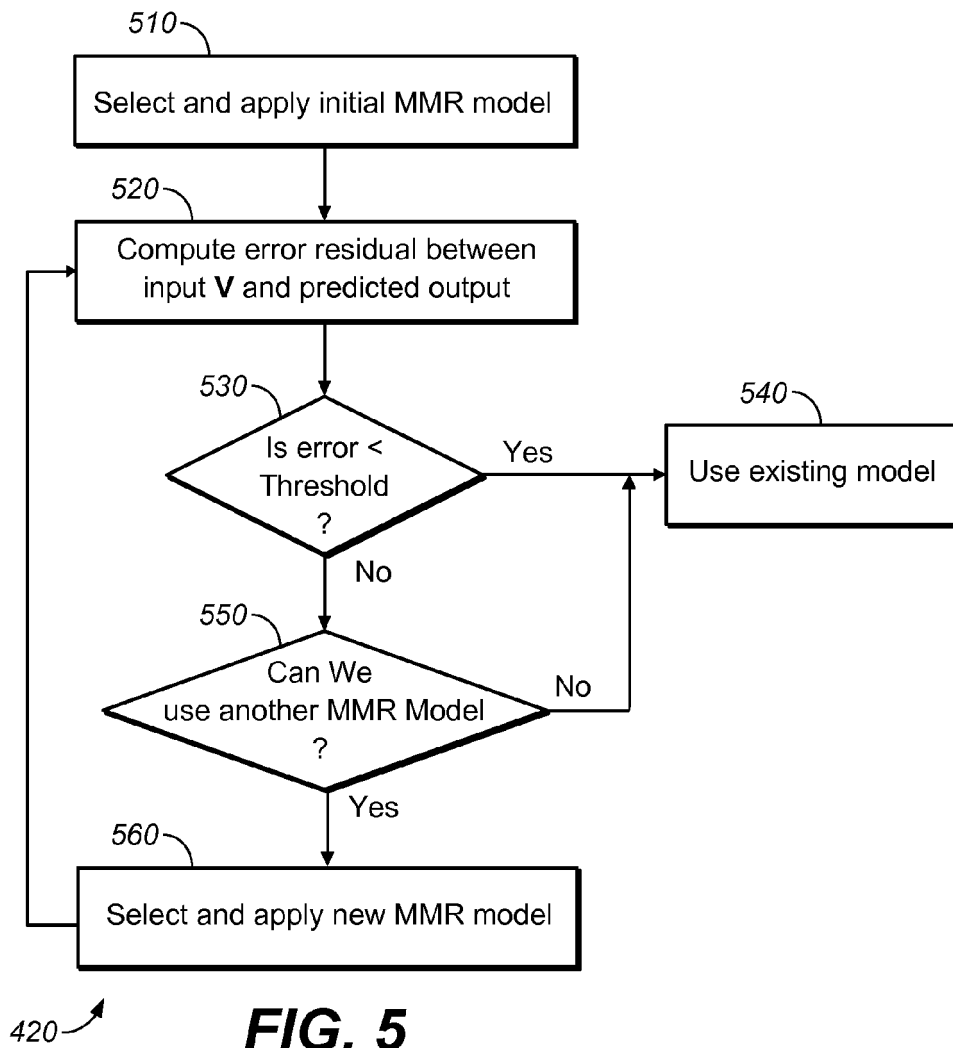 510
Select and apply initial MMR model
520
Compute error residual between
input V and predicted output
530
Is error <
Threshold
?
Yes
540
Use existing model
No
550
Can We
use another MMR Model
?
No
Yes
560
Select and apply new MMR model
420
FIG. 5